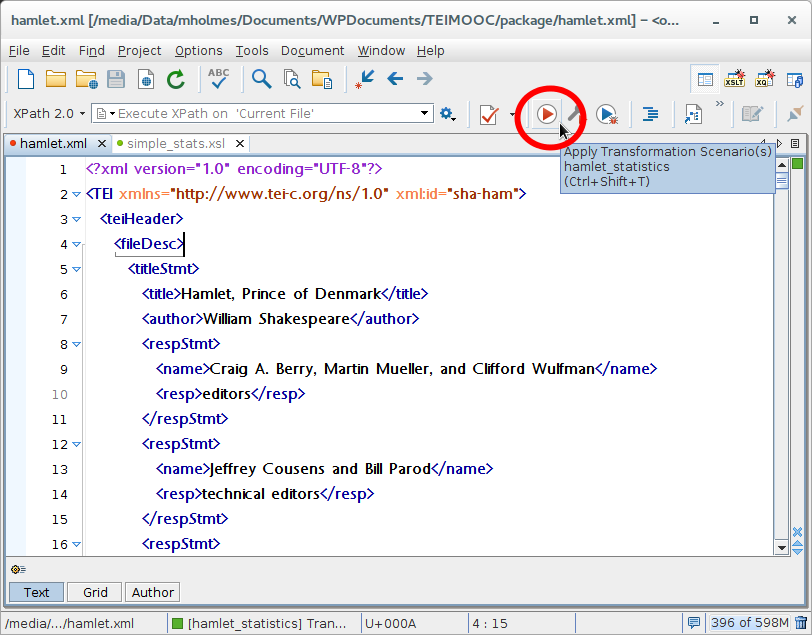 hamlet.xml [/media/Data/mholmes/Documents/WPDocuments/TEIMOOC/package/hamlet.xml] – <o...
File Edit Find Project Options Tools Document Window Help
ABC
XSLT XQ
XPath 2.0 Execute XPath on 'Current File' »
hamlet.xml simple_stats.xsl
Apply Transformation Scenario(s)
hamlet_statistics
(Ctrl+Shift+T)
1 <?xml version="1.0" encoding="UTF-8"?>
2 <TEI xmlns="http://www.tei-c.org/ns/1.0" xml:id="sha-ham">
3 <teiHeader>
4 <fileDesc>
5 <titleStmt>
6 <title>Hamlet, Prince of Denmark</title>
7 <author>William Shakespeare</author>
8 <respStmt>
9 <name>Craig A. Berry, Martin Mueller, and Clifford Wulfman</name>
10 <resp>editors</resp>
11 </respStmt>
12 <respStmt>
13 <name>Jeffrey Cousens and Bill Parod</name>
14 <resp>technical editors</resp>
15 </respStmt>
16 <respStmt>
Text Grid Author
/media/.../hamlet.xml [hamlet_statistics] Tran... U+000A 4 : 15 396 of 598M